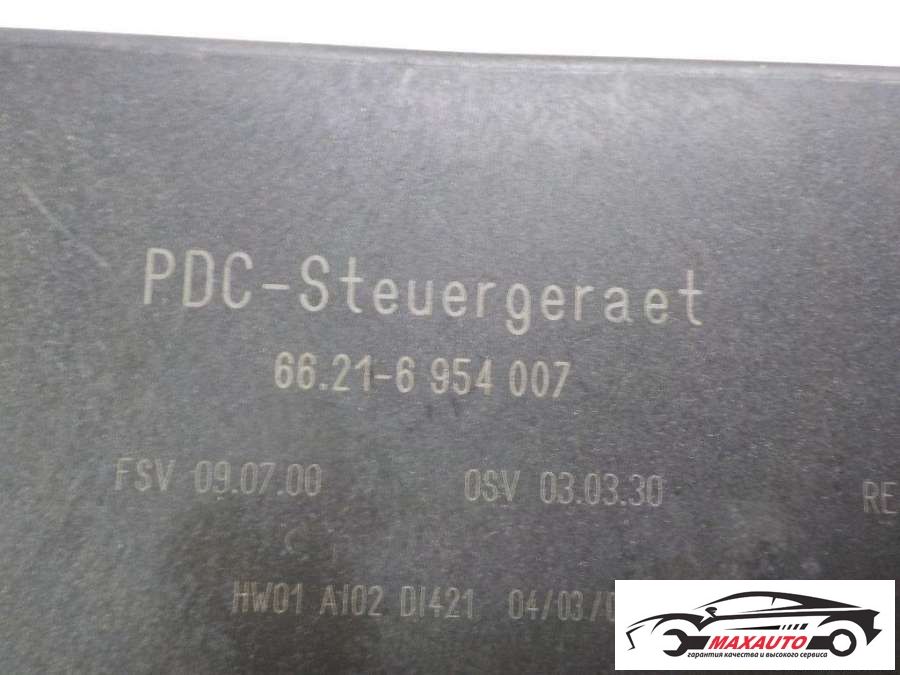 PDC-Steuergeraet
66.21-6 954 007
FSV 09.07.00 OSV 03.03.30 RE
HW01 AI02 DI421 04/03/0
MAXAUTO
гарантия качества и высокого сервиса